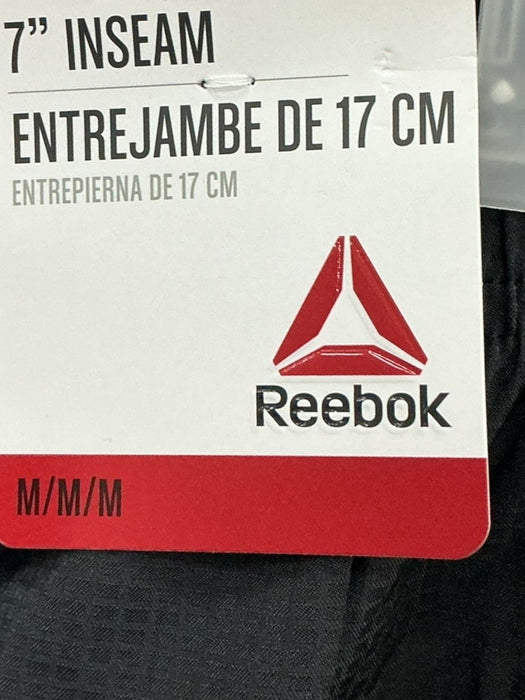 7” INSEAM
ENTREJAMBE DE 17 CM
ENTREPIERNA DE 17 CM
Reebok
M/M/M